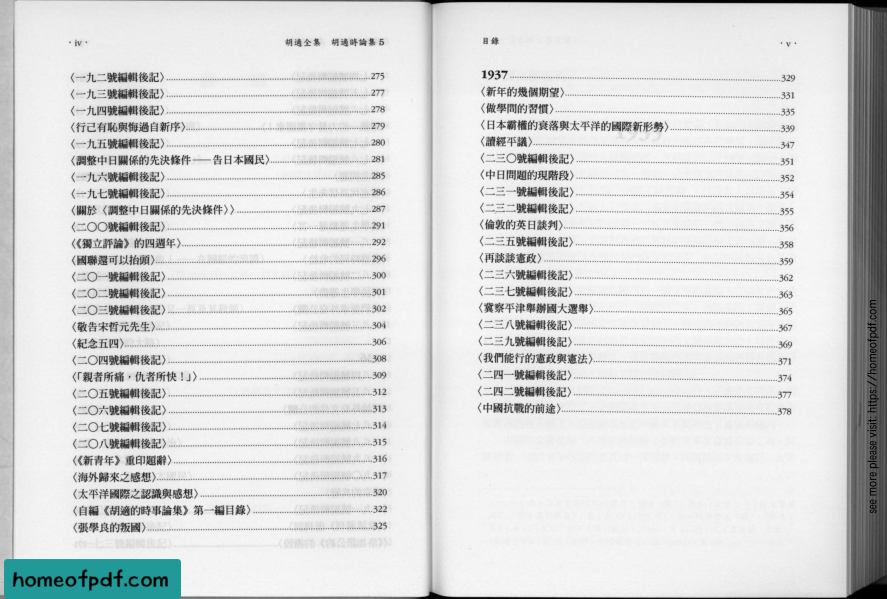 · iv ·
胡適全集　胡適時論集 5
〈一九二號編輯後記〉 275
〈一九三號編輯後記〉 277
〈一九四號編輯後記〉 278
〈行己有恥與悔過自新序〉 279
〈一九五號編輯後記〉 280
〈調整中日關係的先決條件——告日本國民〉 281
〈一九六號編輯後記〉 285
〈一九七號編輯後記〉 286
〈關於〈調整中日關係的先決條件〉〉 287
〈二〇〇號編輯後記〉 291
〈《獨立評論》的四週年〉 292
〈國聯還可以抬頭〉 296
〈二〇一號編輯後記〉 300
〈二〇二號編輯後記〉 301
〈二〇三號編輯後記〉 302
〈敬告宋哲元先生〉 304
〈紀念五四〉 306
〈二〇四號編輯後記〉 308
〈「親者所痛，仇者所快！」〉 309
〈二〇五號編輯後記〉 312
〈二〇六號編輯後記〉 313
〈二〇七號編輯後記〉 314
〈二〇八號編輯後記〉 315
〈《新青年》重印題辭〉 316
〈海外歸來之感想〉 317
〈太平洋國際之認識與感想〉 320
〈自編《胡適的時事論集》第一編目錄〉 322
〈張學良的叛國〉 325
目錄
· v ·
1937 329
〈新年的幾個期望〉 331
〈做學問的習慣〉 335
〈日本霸權的衰落與太平洋的國際新形勢〉 339
〈讀經平議〉 347
〈二三〇號編輯後記〉 351
〈中日問題的現階段〉 352
〈二三一號編輯後記〉 354
〈二三二號編輯後記〉 355
〈倫敦的英日談判〉 356
〈二三五號編輯後記〉 358
〈再談談憲政〉 359
〈二三六號編輯後記〉 362
〈二三七號編輯後記〉 363
〈冀察平津舉辦國大選舉〉 365
〈二三八號編輯後記〉 367
〈二三九號編輯後記〉 369
〈我們能行的憲政與憲法〉 371
〈二四一號編輯後記〉 374
〈二四二號編輯後記〉 377
〈中國抗戰的前途〉 378
see more please visit: https://homeofpdf.com
homeofpdf.com